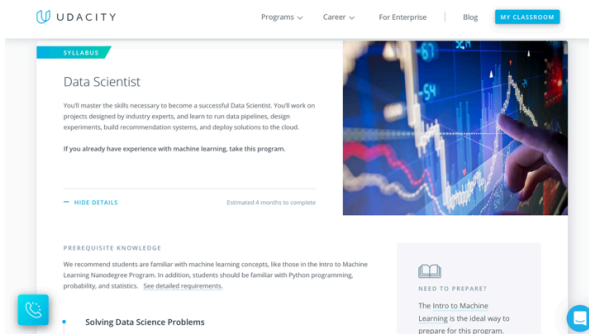 UDACITY
Programs
Career
For Enterprise
Blog
MY CLASSROOM
SYLLABUS
Data Scientist
You'll master the skills necessary to become a successful Data Scientist. You'll work on
projects designed by industry experts, and learn to run data pipelines, design
experiments, build recommendation systems, and deploy solutions to the cloud.
If you already have experience with machine learning, take this program.
HIDE DETAILS
Estimated 4 months to complete
PREREQUISITE KNOWLEDGE
We recommend students are familiar with machine learning concepts, like those in the Intro to Machine
Learning Nanodegree Program. In addition, students should be familiar with Python programming,
probability, and statistics. See detailed requirements.
Solving Data Science Problems
NEED TO PREPARE?
The Intro to Machine
Learning is the ideal way to
prepare for this program.